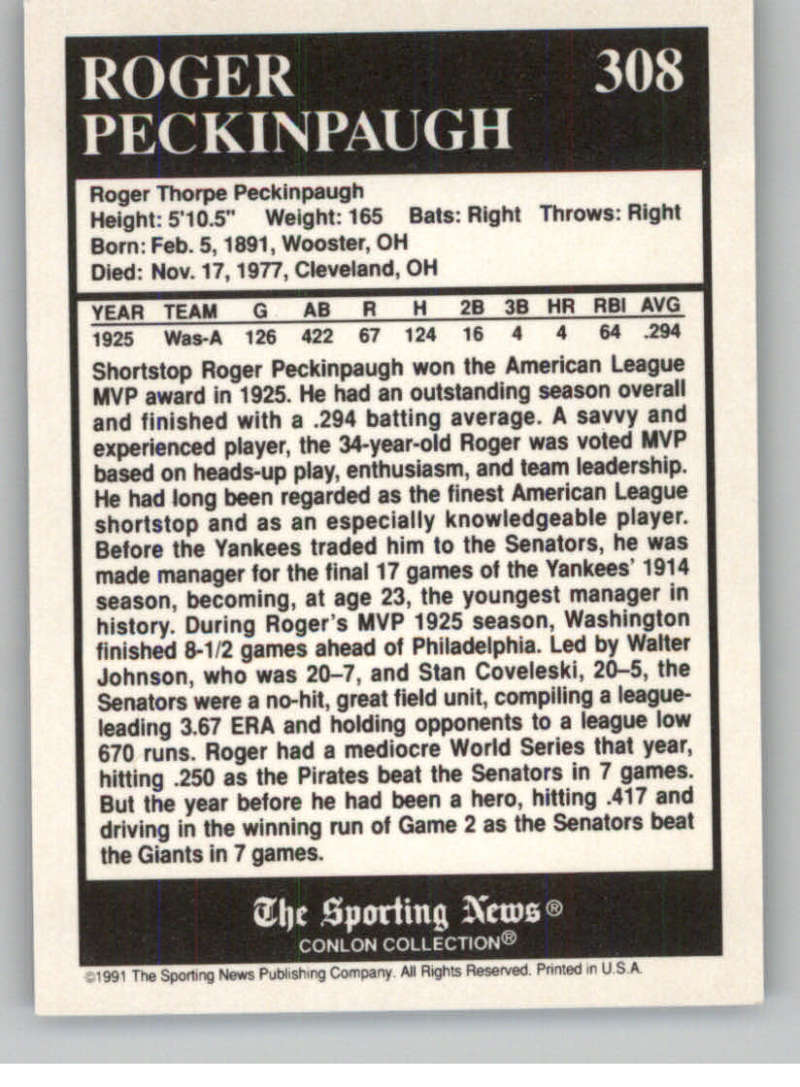 ROGER 308
PECKINPAUGH
Roger Thorpe Peckinpaugh
Height: 5'10.5" Weight: 165 Bats: Right Throws: Right
Born: Feb. 5, 1891, Wooster, OH
Died: Nov. 17, 1977, Cleveland, OH
YEAR TEAM G AB R H 2B 3B HR RBI AVG
1925 Was-A 126 422 67 124 16 4 4 64 .294
Shortstop Roger Peckinpaugh won the American League
MVP award in 1925. He had an outstanding season overall
and finished with a .294 batting average. A savvy and
experienced player, the 34-year-old Roger was voted MVP
based on heads-up play, enthusiasm, and team leadership.
He had long been regarded as the finest American League
shortstop and as an especially knowledgeable player.
Before the Yankees traded him to the Senators, he was
made manager for the final 17 games of the Yankees' 1914
season, becoming, at age 23, the youngest manager in
history. During Roger's MVP 1925 season, Washington
finished 8-1/2 games ahead of Philadelphia. Led by Walter
Johnson, who was 20–7, and Stan Coveleski, 20–5, the
Senators were a no-hit, great field unit, compiling a league-
leading 3.67 ERA and holding opponents to a league low
670 runs. Roger had a mediocre World Series that year,
hitting .250 as the Pirates beat the Senators in 7 games.
But the year before he had been a hero, hitting .417 and
driving in the winning run of Game 2 as the Senators beat
the Giants in 7 games.
The Sporting News®
CONLON COLLECTION®
©1991 The Sporting News Publishing Company. All Rights Reserved. Printed in U.S.A.